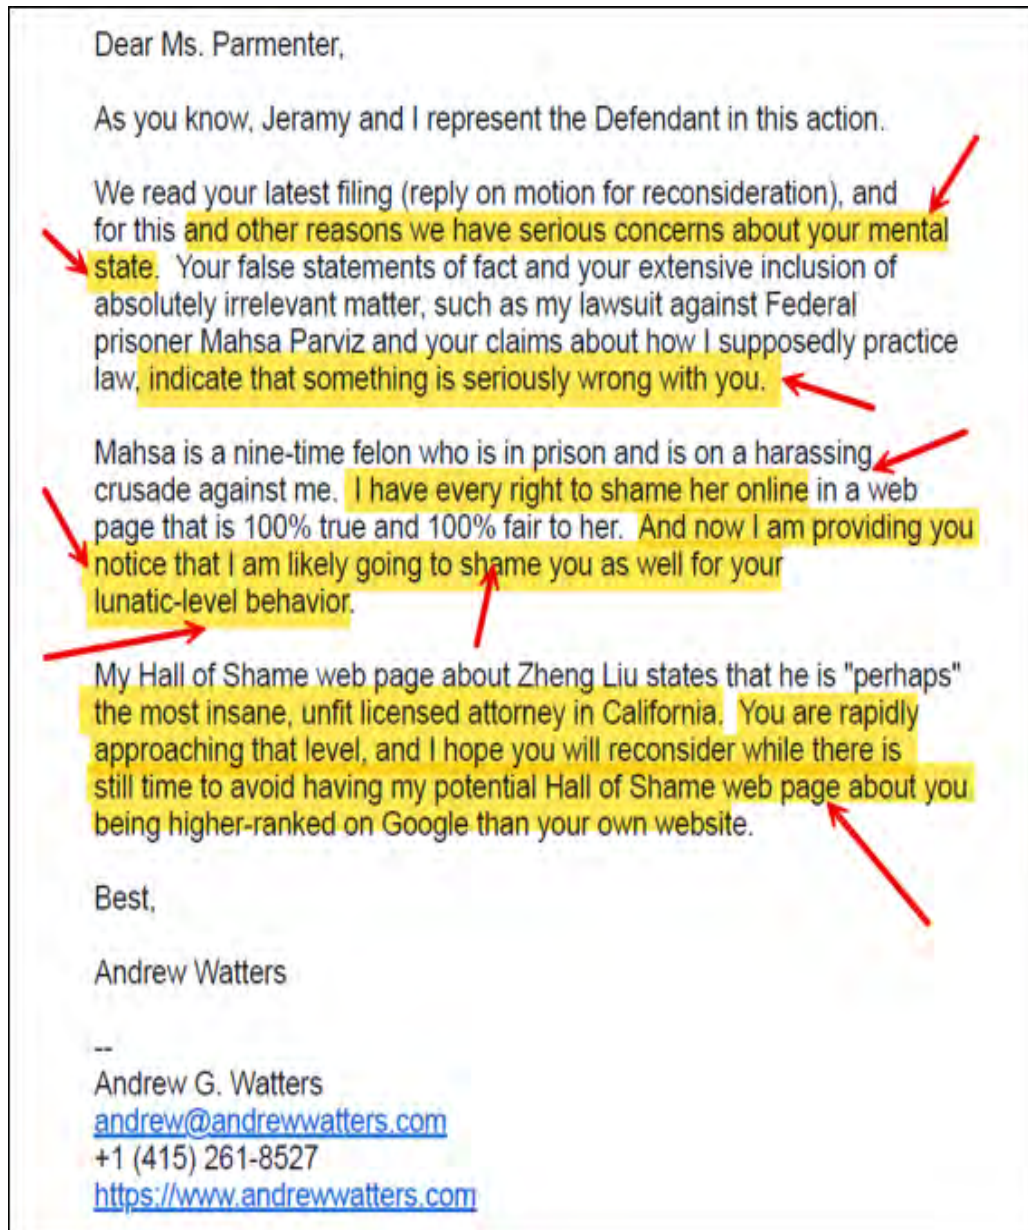 Dear Ms. Parmenter,
As you know, Jeramy and I represent the Defendant in this action.
We read your latest filing (reply on motion for reconsideration), and
for this and other reasons we have serious concerns about your mental
state.  Your false statements of fact and your extensive inclusion of
absolutely irrelevant matter, such as my lawsuit against Federal
prisoner Mahsa Parviz and your claims about how I supposedly practice
law, indicate that something is seriously wrong with you.
Mahsa is a nine-time felon who is in prison and is on a harassing
crusade against me.  I have every right to shame her online in a web
page that is 100% true and 100% fair to her.  And now I am providing you
notice that I am likely going to shame you as well for your
lunatic-level behavior.
My Hall of Shame web page about Zheng Liu states that he is "perhaps"
the most insane, unfit licensed attorney in California.  You are rapidly
approaching that level, and I hope you will reconsider while there is
still time to avoid having my potential Hall of Shame web page about you
being higher-ranked on Google than your own website.
Best,
Andrew Watters
--
Andrew G. Watters
andrew@andrewwatters.com
+1 (415) 261-8527
https://www.andrewwatters.com